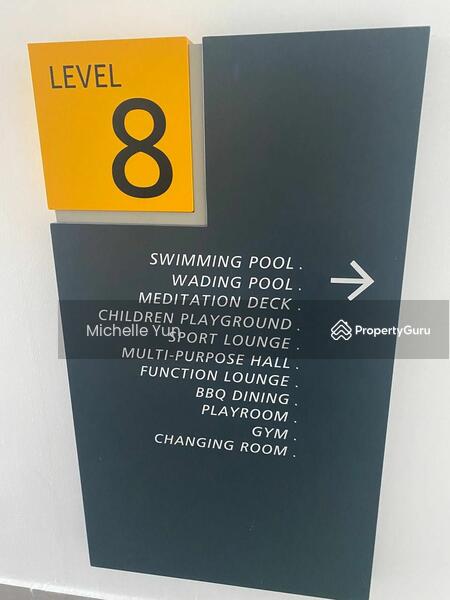 LEVEL
8
SWIMMING POOL.
WADING POOL.
MEDITATION DECK.
CHILDREN PLAYGROUND.
SPORT LOUNGE.
MULTI-PURPOSE HALL.
FUNCTION LOUNGE.
BBQ DINING.
PLAYROOM.
GYM.
CHANGING ROOM.
Michelle Yun
PropertyGuru